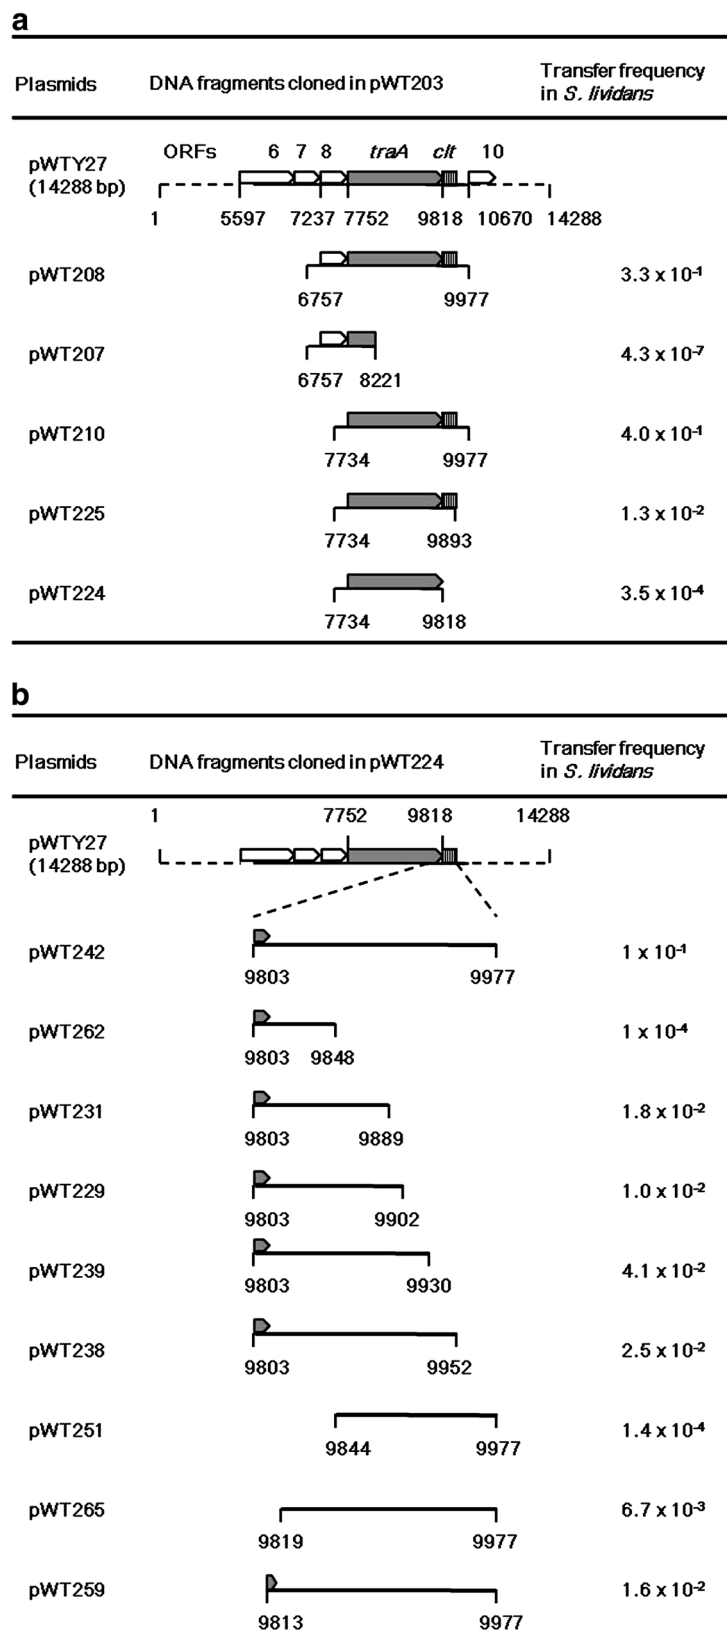 a
Plasmids DNA fragments cloned in pWT203 Transfer frequency
in S. lividans
ORFs 6 7 8 traA clt 10
pWTY27
(14288 bp)
1 5597 7237 7752 9818 10670 14288
pWT208 3.3 x 10-1
6757 9977
pWT207 4.3 x 10-7
6757 8221
pWT210 4.0 x 10-1
7734 9977
pWT225 1.3 x 10-2
7734 9893
pWT224 3.5 x 10-4
7734 9818
b
Plasmids DNA fragments cloned in pWT224 Transfer frequency
in S. lividans
1 7752 9818 14288
pWTY27
(14288 bp)
pWT242 1 x 10-1
9803 9977
pWT262 1 x 10-4
9803 9848
pWT231 1.8 x 10-2
9803 9889
pWT229 1.0 x 10-2
9803 9902
pWT239 4.1 x 10-2
9803 9930
pWT238 2.5 x 10-2
9803 9952
pWT251 1.4 x 10-4
9844 9977
pWT265 6.7 x 10-3
9819 9977
pWT259 1.6 x 10-2
9813 9977